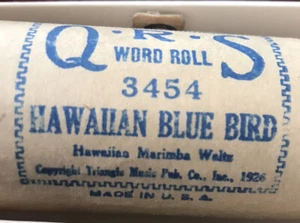 Q·R·S
WORD ROLL
3454
HAWAIIAN BLUE BIRD
Hawaiian Marimba Waltz
Copyright Triangle Music Pub. Co., Inc., 1926
MADE IN U.S.A.